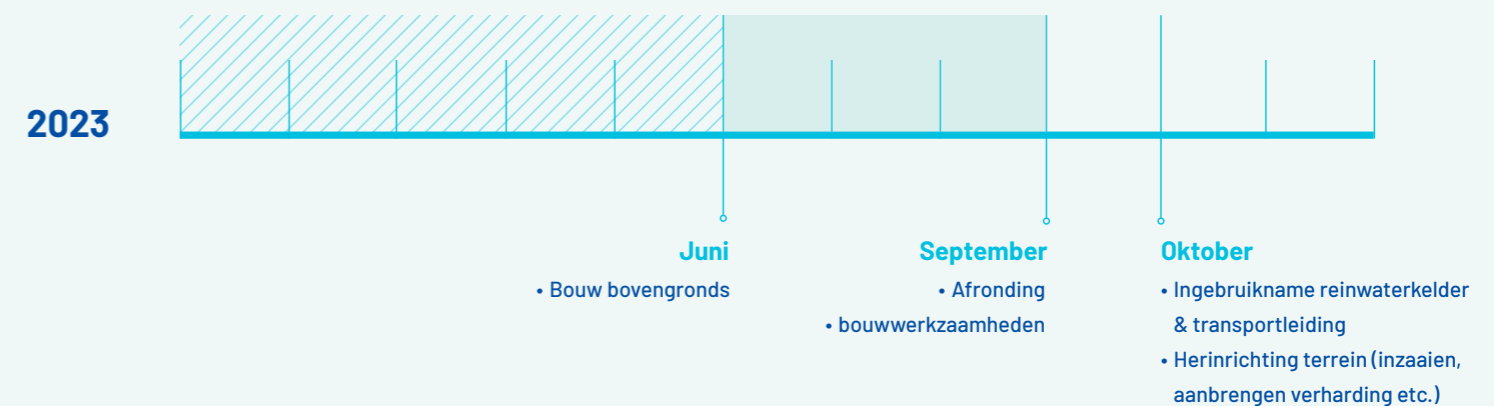 2023
Juni
• Bouw bovengronds
September
• Afronding
• bouwwerkzaamheden
Oktober
• Ingebruikname reinwaterkelder
& transportleiding
• Herinrichting terrein (inzaaien,
aanbrengen verharding etc.)